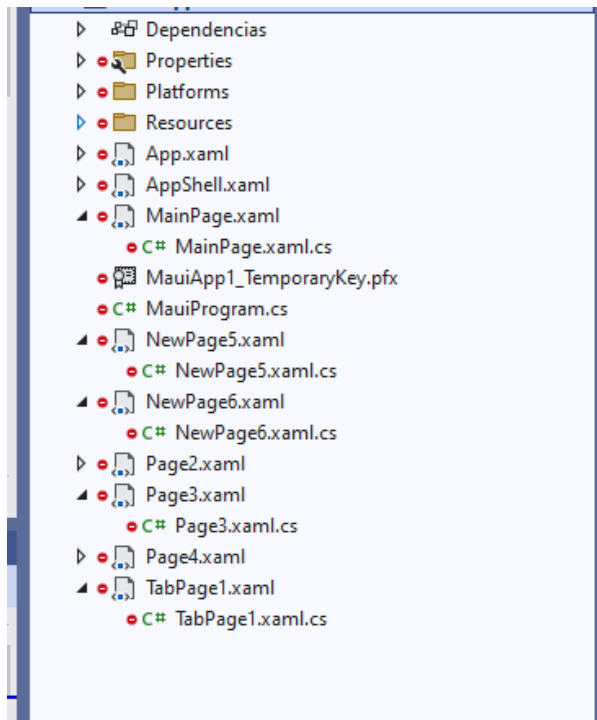 Dependencias
Properties
Platforms
Resources
App.xaml
AppShell.xaml
MainPage.xaml
C# MainPage.xaml.cs
MauiApp1_TemporaryKey.pfx
C# MauiProgram.cs
NewPage5.xaml
C# NewPage5.xaml.cs
NewPage6.xaml
C# NewPage6.xaml.cs
Page2.xaml
Page3.xaml
C# Page3.xaml.cs
Page4.xaml
TabPage1.xaml
C# TabPage1.xaml.cs